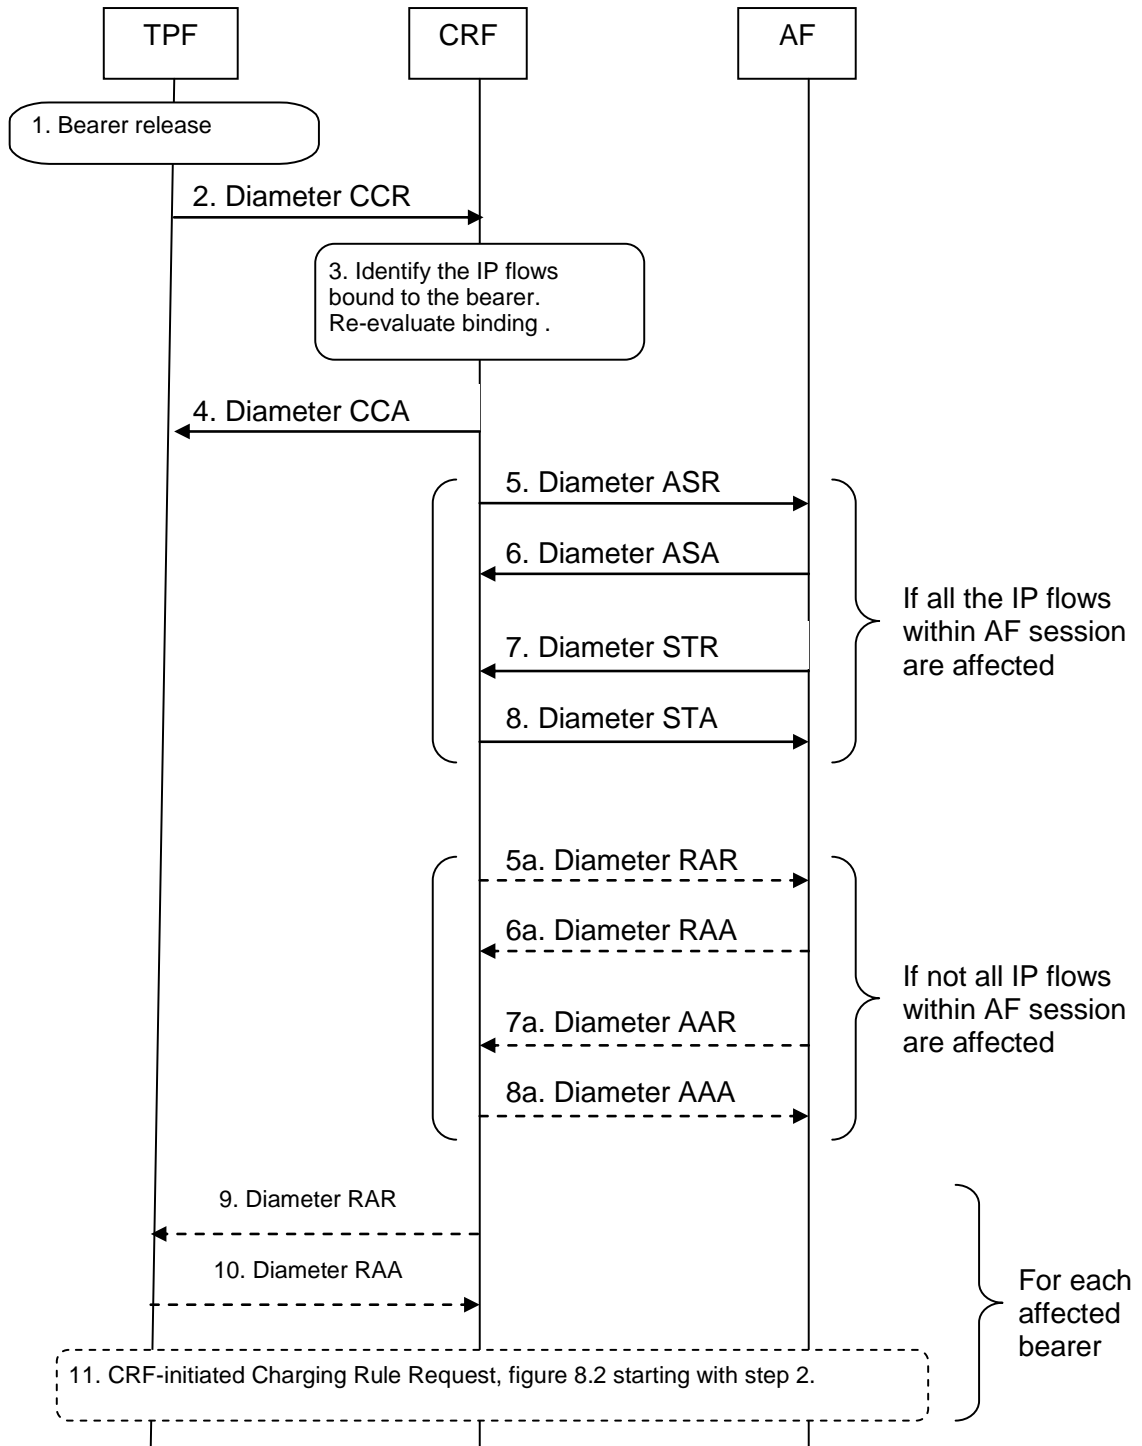 TPF
CRF
AF
1. Bearer release
2. Diameter CCR
3. Identify the IP flows
bound to the bearer.
Re-evaluate binding .
4. Diameter CCA
5. Diameter ASR
6. Diameter ASA
7. Diameter STR
8. Diameter STA
If all the IP flows
within AF session
are affected
5a. Diameter RAR
6a. Diameter RAA
7a. Diameter AAR
8a. Diameter AAA
If not all IP flows
within AF session
are affected
9. Diameter RAR
10. Diameter RAA
For each
affected
bearer
11. CRF-initiated Charging Rule Request, figure 8.2 starting with step 2.